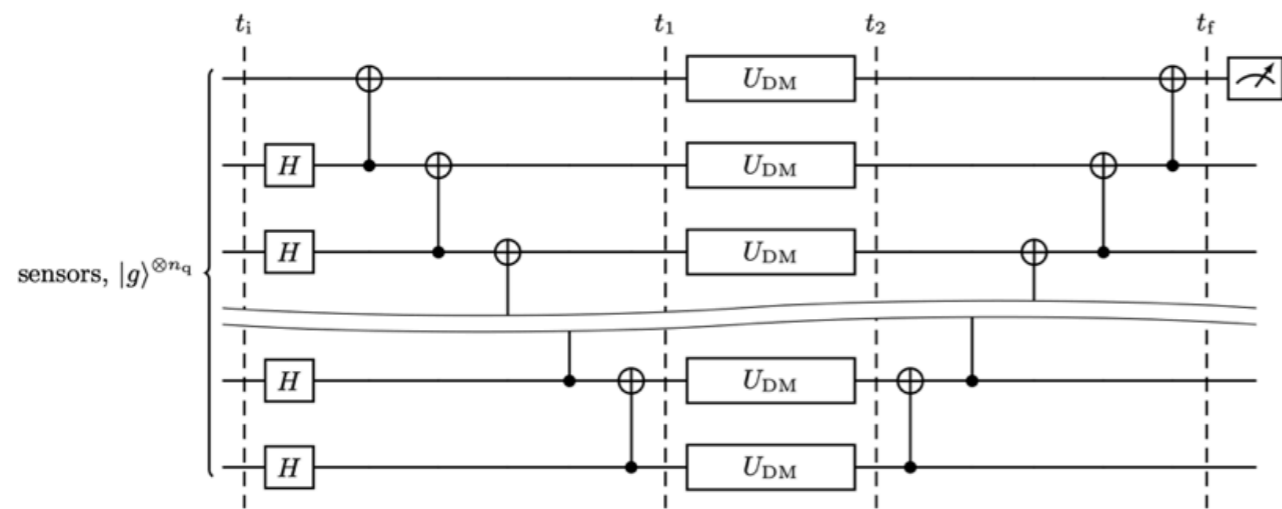 t_i t_1 t_2 t_f
U_DM
H U_DM
H U_DM
sensors, |g⟩^{⊗n_q}
H U_DM
H U_DM